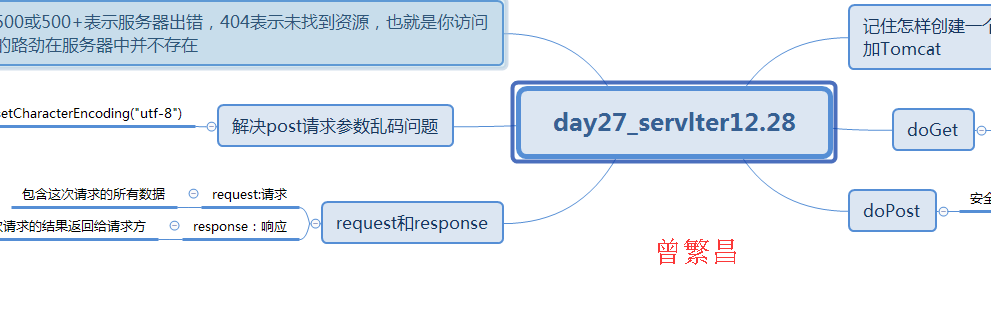 500或500+表示服务器出错，404表示未找到资源，也就是你访问
的路劲在服务器中并不存在
setCharacterEncoding("utf-8")
解决post请求参数乱码问题
包含这次请求的所有数据
request:请求
请求的结果返回给请求方
response：响应
request和response
day27_servlter12.28
记住怎样创建一个
加Tomcat
doGet
doPost
安全
曾繁昌